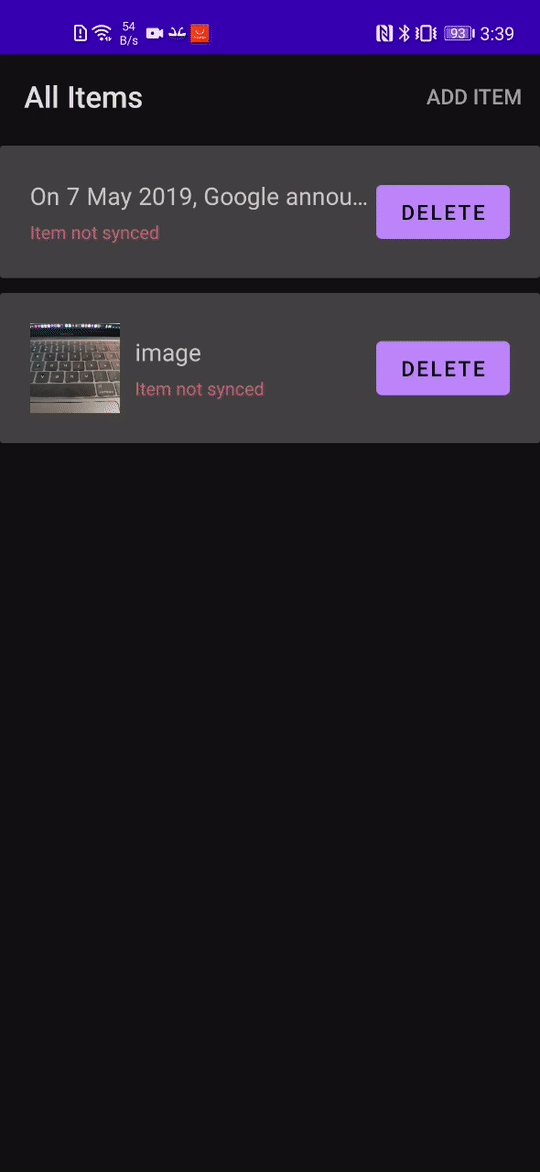 54
B/s
93
3:39
All Items
ADD ITEM
On 7 May 2019, Google annou…
Item not synced
DELETE
image
Item not synced
DELETE